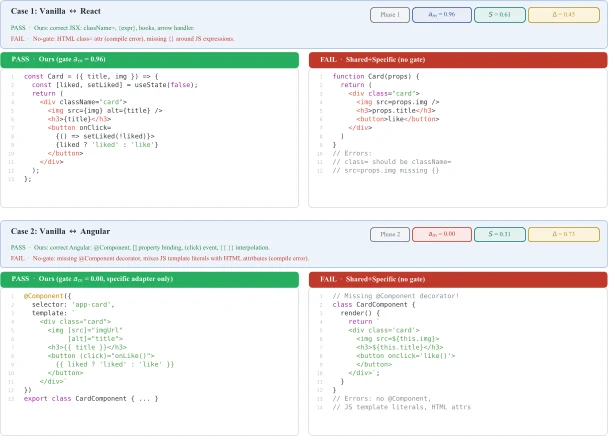 Case 1: Vanilla ↔ React
Phase 1
a_m = 0.96
S = 0.61
Δ = 0.45
PASS · Ours: correct JSX: className=, {expr}, hooks, arrow handler.
FAIL · No-gate: HTML class= attr (compile error), missing {} around JS expressions.
PASS · Ours (gate a_m = 0.96)
1 const Card = ({ title, img }) => {
2 const [liked, setLiked] = useState(false);
3 return (
4 <div className="card">
5 <img src={img} alt={title} />
6 <h3>{title}</h3>
7 <button onClick=
8 {() => setLiked(!liked)}>
9 {liked ? 'liked' : 'like'}
10 </button>
11 </div>
12 );
13 };
FAIL · Shared+Specific (no gate)
1 function Card(props) {
2 return (
3 <div class="card">
4 <img src=props.img />
5 <h3>props.title</h3>
6 <button>like</button>
7 </div>
8 )
9 }
10 // Errors:
11 // class= should be className=
12 // src=props.img missing {}
Case 2: Vanilla ↔ Angular
Phase 2
a_m = 0.00
S = 0.31
Δ = 0.73
PASS · Ours: correct Angular: @Component, [] property binding, (click) event, {{ }} interpolation.
FAIL · No-gate: missing @Component decorator, mixes JS template literals with HTML attributes (compile error).
PASS · Ours (gate a_m = 0.00, specific adapter only)
1 @Component({
2 selector: 'app-card',
3 template: `
4 <div class="card">
5 <img [src]="imgUrl"
6 [alt]="title">
7 <h3>{{ title }}</h3>
8 <button (click)="onLike()">
9 {{ liked ? 'liked' : 'like' }}
10 </button>
11 </div>`
12 })
13 export class CardComponent { ... }
FAIL · Shared+Specific (no gate)
1 // Missing @Component decorator!
2 class CardComponent {
3 render() {
4 return `
5 <div class='card'>
6 <img src=${this.img}>
7 <h3>${this.title}</h3>
8 <button onclick='like()'>
9 </button>
10 </div>`;
11 }
12 }
13 // Errors: no @Component,
14 // JS template literals, HTML attrs